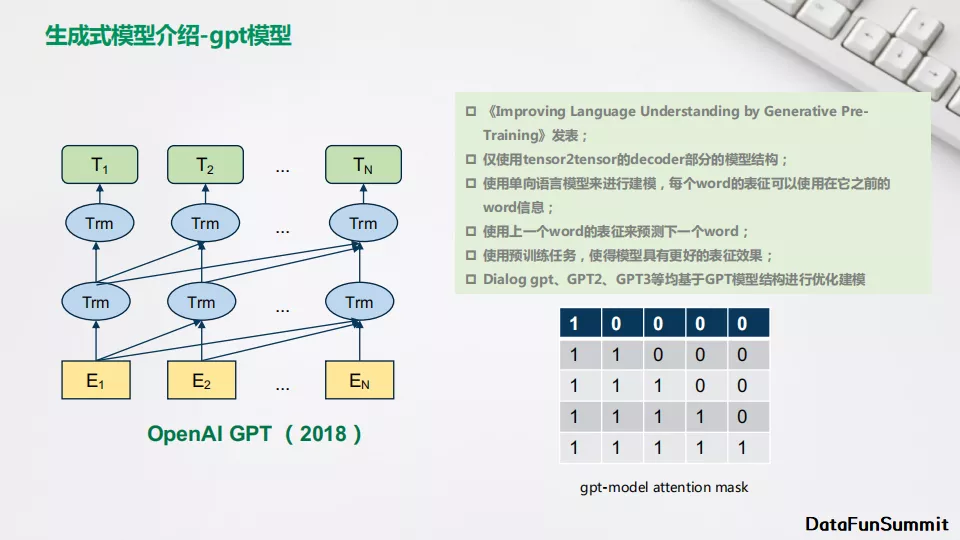 生成式模型介绍-gpt模型
T1 T2 ... TN
Trm Trm ... Trm
Trm Trm ... Trm
E1 E2 ... EN
OpenAI GPT （ 2018 ）
《Improving Language Understanding by Generative Pre-
Training》发表；
仅使用tensor2tensor的decoder部分的模型结构；
使用单向语言模型来进行建模，每个word的表征可以使用在它之前的
word信息；
使用上一个word的表征来预测下一个word；
使用预训练任务，使得模型具有更好的表征效果；
Dialog gpt、GPT2、GPT3等均基于GPT模型结构进行优化建模
1 0 0 0 0
1 1 0 0 0
1 1 1 0 0
1 1 1 1 0
1 1 1 1 1
gpt-model attention mask
DataFunSummit